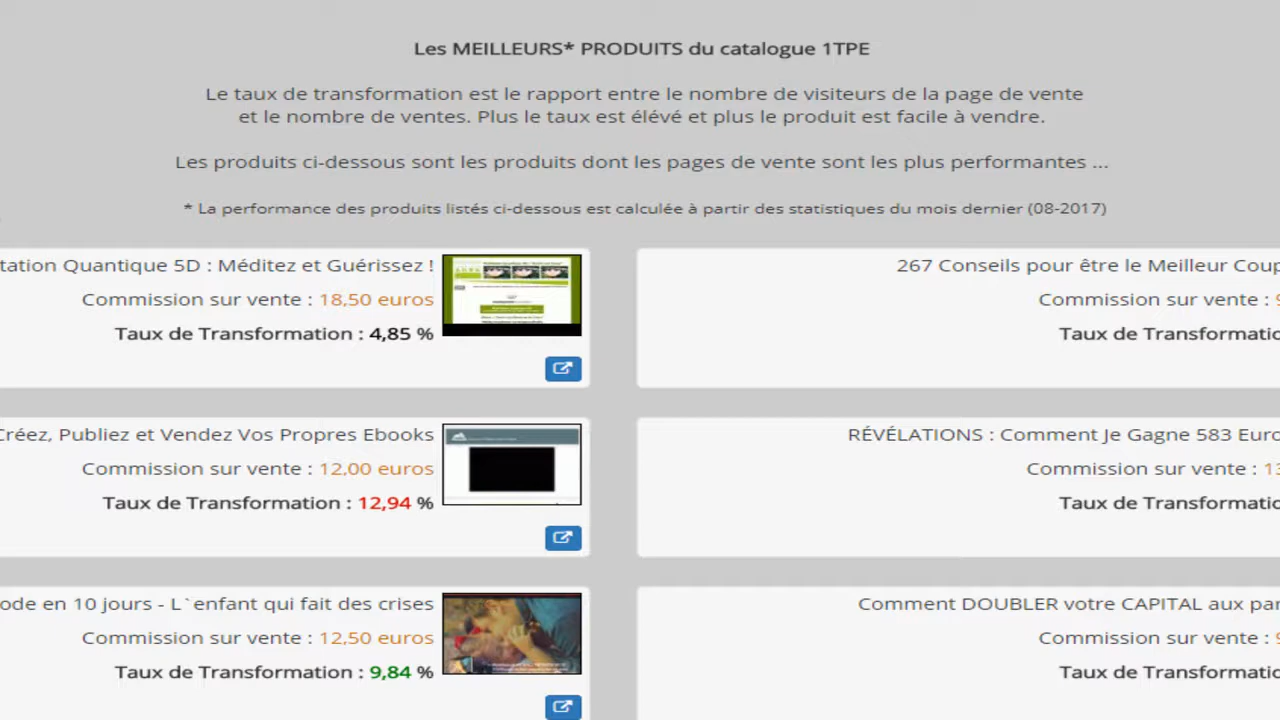 Les MEILLEURS* PRODUITS du catalogue 1TPE
Le taux de transformation est le rapport entre le nombre de visiteurs de la page de vente
et le nombre de ventes. Plus le taux est élévé et plus le produit est facile à vendre.
Les produits ci-dessous sont les produits dont les pages de vente sont les plus performantes ...
* La performance des produits listés ci-dessous est calculée à partir des statistiques du mois dernier (08-2017)
tation Quantique 5D : Méditez et Guérissez !
Commission sur vente : 18,50 euros
Taux de Transformation : 4,85 %
267 Conseils pour être le Meilleur Coup
Commission sur vente :
Taux de Transformatio
Créez, Publiez et Vendez Vos Propres Ebooks
Commission sur vente : 12,00 euros
Taux de Transformation : 12,94 %
RÉVÉLATIONS : Comment Je Gagne 583 Euro
Commission sur vente : 13
Taux de Transformatio
ode en 10 jours - L`enfant qui fait des crises
Commission sur vente : 12,50 euros
Taux de Transformation : 9,84 %
Comment DOUBLER votre CAPITAL aux par
Commission sur vente :
Taux de Transformatio